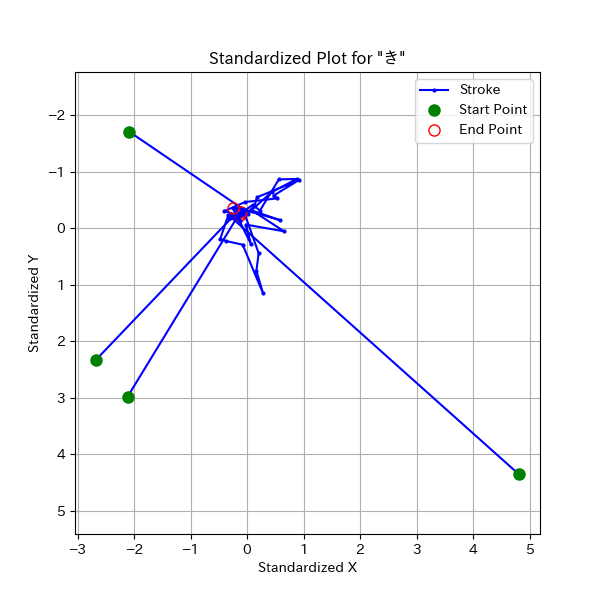 Standardized Plot for "き"
Stroke
Start Point
End Point
Standardized Y
−2
−1
0
1
2
3
4
5
−3 −2 −1 0 1 2 3 4 5
Standardized X